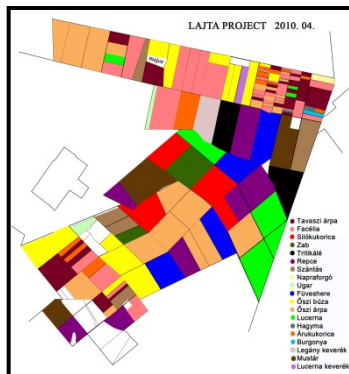 LAJTA PROJECT 2010. 04.
major
Tavaszi árpa
Facélia
Silókukorica
Zab
Tritikálé
Repce
Szántás
Napraforgó
Ugar
Füveshere
Őszi búza
Őszi árpa
Lucerna
Hagyma
Árukukorica
Burgonya
Legány keverék
Mustár
Lucerna keverék